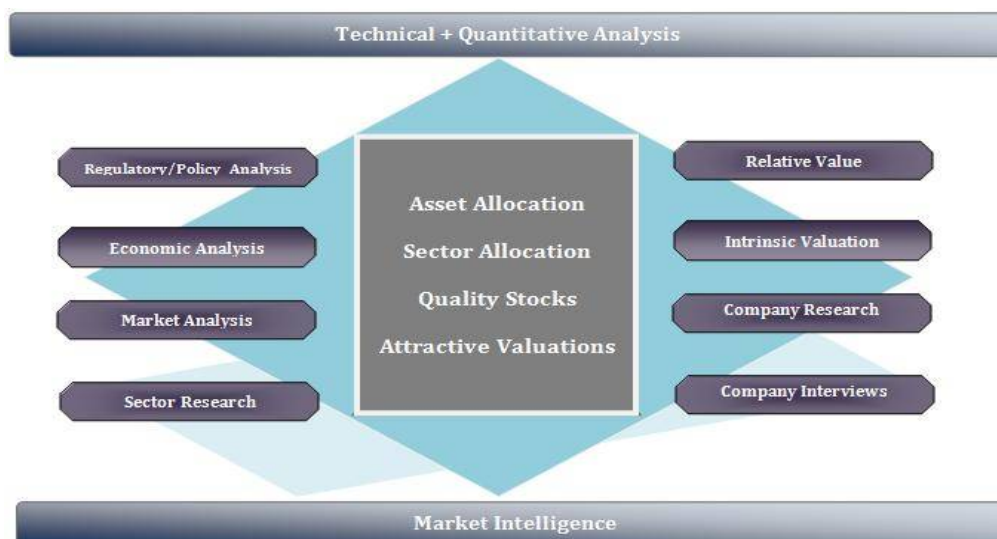 Technical + Quantitative Analysis
Regulatory/Policy Analysis
Economic Analysis
Market Analysis
Sector Research
Asset Allocation
Sector Allocation
Quality Stocks
Attractive Valuations
Relative Value
Intrinsic Valuation
Company Research
Company Interviews
Market Intelligence